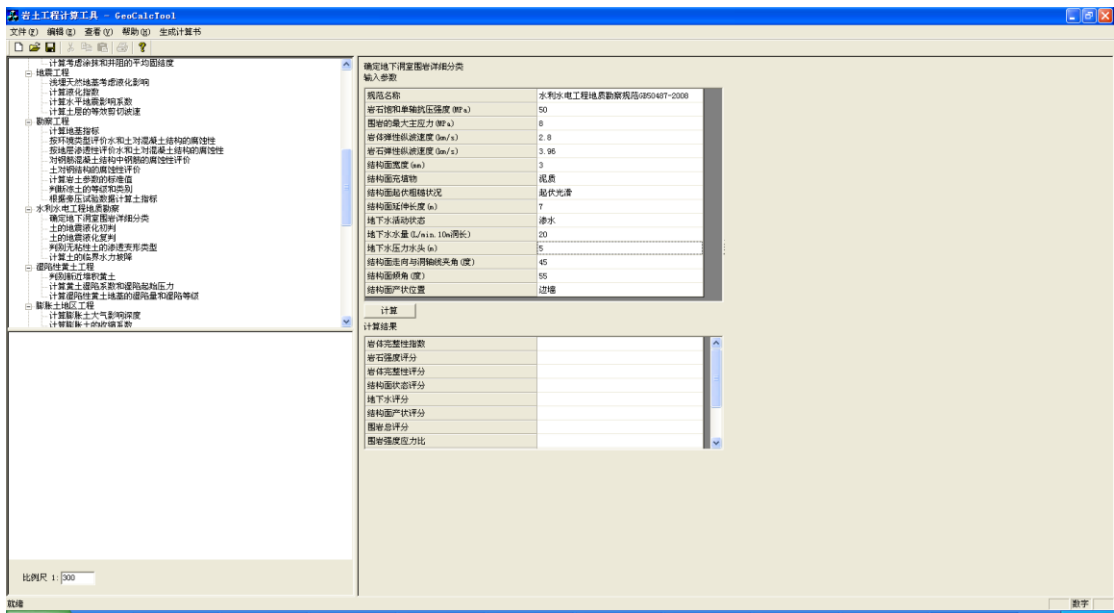 岩土工程计算工具 - GeoCalcTool
文件(F) 编辑(E) 查看(V) 帮助(H) 生成计算书
计算考虑涂抹和井阻的平均固结度
地震工程
浅埋天然地基考虑液化影响
计算液化指数
计算水平地震影响系数
计算土层的等效剪切波速
勘察工程
计算地基指标
按环境类型评价水和土对混凝土结构的腐蚀性
按地层渗透性评价水和土对混凝土结构的腐蚀性
对钢筋混凝土结构中钢筋的腐蚀性评价
土对钢结构的腐蚀性评价
计算岩土参数的标准值
判断冻土的等级和类别
根据旁压试验数据计算土指标
水利水电工程地质勘察
确定地下洞室围岩详细分类
土的地震液化初判
土的地震液化复判
判别无粘性土的渗透变形类型
计算土的临界水力坡降
湿陷性黄土工程
判别新近堆积黄土
计算黄土湿陷系数和湿陷起始压力
计算湿陷性黄土地基的湿陷量和湿陷等级
膨胀土地区工程
计算膨胀土大气影响深度
计算膨胀土的收缩系数
比例尺 1: 300
确定地下洞室围岩详细分类
输入参数
规范名称 水利水电工程地质勘察规范GB50487-2008
岩石饱和单轴抗压强度(MPa) 50
围岩的最大主应力(MPa) 8
岩体弹性纵波速度(km/s) 2.8
岩石弹性纵波速度(km/s) 3.96
结构面宽度(mm) 3
结构面充填物 泥质
结构面起伏粗糙状况 起伏光滑
结构面延伸长度(m) 7
地下水活动状态 渗水
地下水水量(L/min.10m洞长) 20
地下水压力水头(m) 5
结构面走向与洞轴线夹角(度) 45
结构面倾角(度) 55
结构面产状位置 边墙
计算
计算结果
岩体完整性指数
岩石强度评分
岩体完整性评分
结构面状态评分
地下水评分
结构面产状评分
围岩总评分
围岩强度应力比
就绪 数字